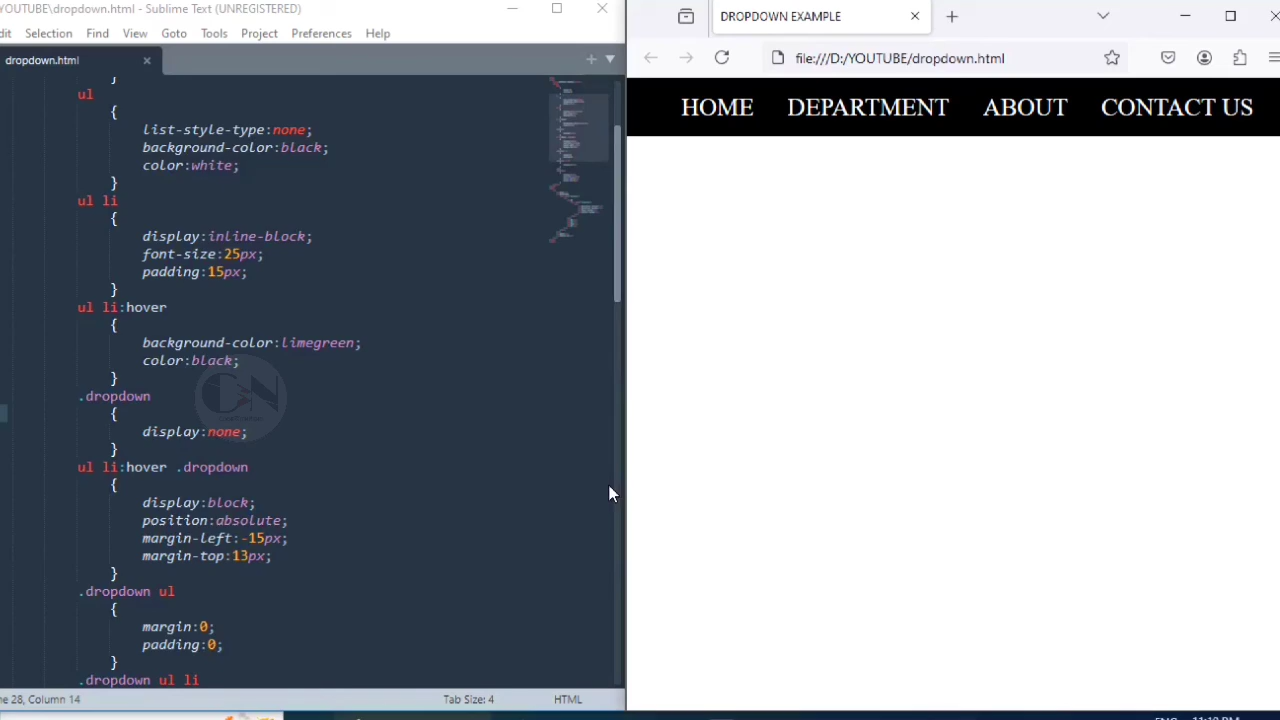 YOUTUBE\dropdown.html - Sublime Text (UNREGISTERED)
dit Selection Find View Goto Tools Project Preferences Help
dropdown.html
}
ul
{
list-style-type:none;
background-color:black;
color:white;
}
ul li
{
display:inline-block;
font-size:25px;
padding:15px;
}
ul li:hover
{
background-color:limegreen;
color:black;
}
.dropdown
{
display:none;
}
ul li:hover .dropdown
{
display:block;
position:absolute;
margin-left:-15px;
margin-top:13px;
}
.dropdown ul
{
margin:0;
padding:0;
}
.dropdown ul li
ne 28, Column 14
Tab Size: 4
HTML
DROPDOWN EXAMPLE
file:///D:/YOUTUBE/dropdown.html
HOME DEPARTMENT ABOUT CONTACT US